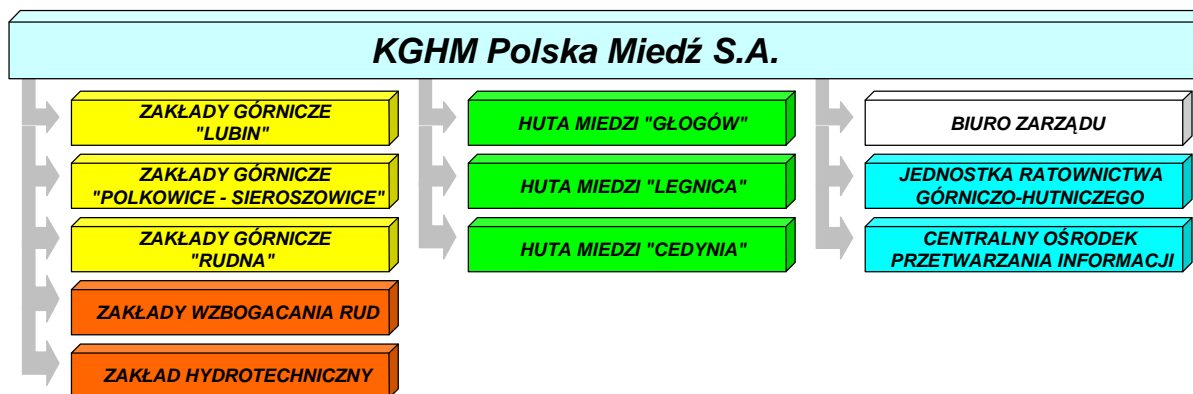 KGHM Polska Miedź S.A.
ZAKŁADY GÓRNICZE
"LUBIN"
ZAKŁADY GÓRNICZE
"POLKOWICE - SIEROSZOWICE"
ZAKŁADY GÓRNICZE
"RUDNA"
ZAKŁADY WZBOGACANIA RUD
ZAKŁAD HYDROTECHNICZNY
HUTA MIEDZI "GŁOGÓW"
HUTA MIEDZI "LEGNICA"
HUTA MIEDZI "CEDYNIA"
BIURO ZARZĄDU
JEDNOSTKA RATOWNICTWA
GÓRNICZO-HUTNICZEGO
CENTRALNY OŚRODEK
PRZETWARZANIA INFORMACJI